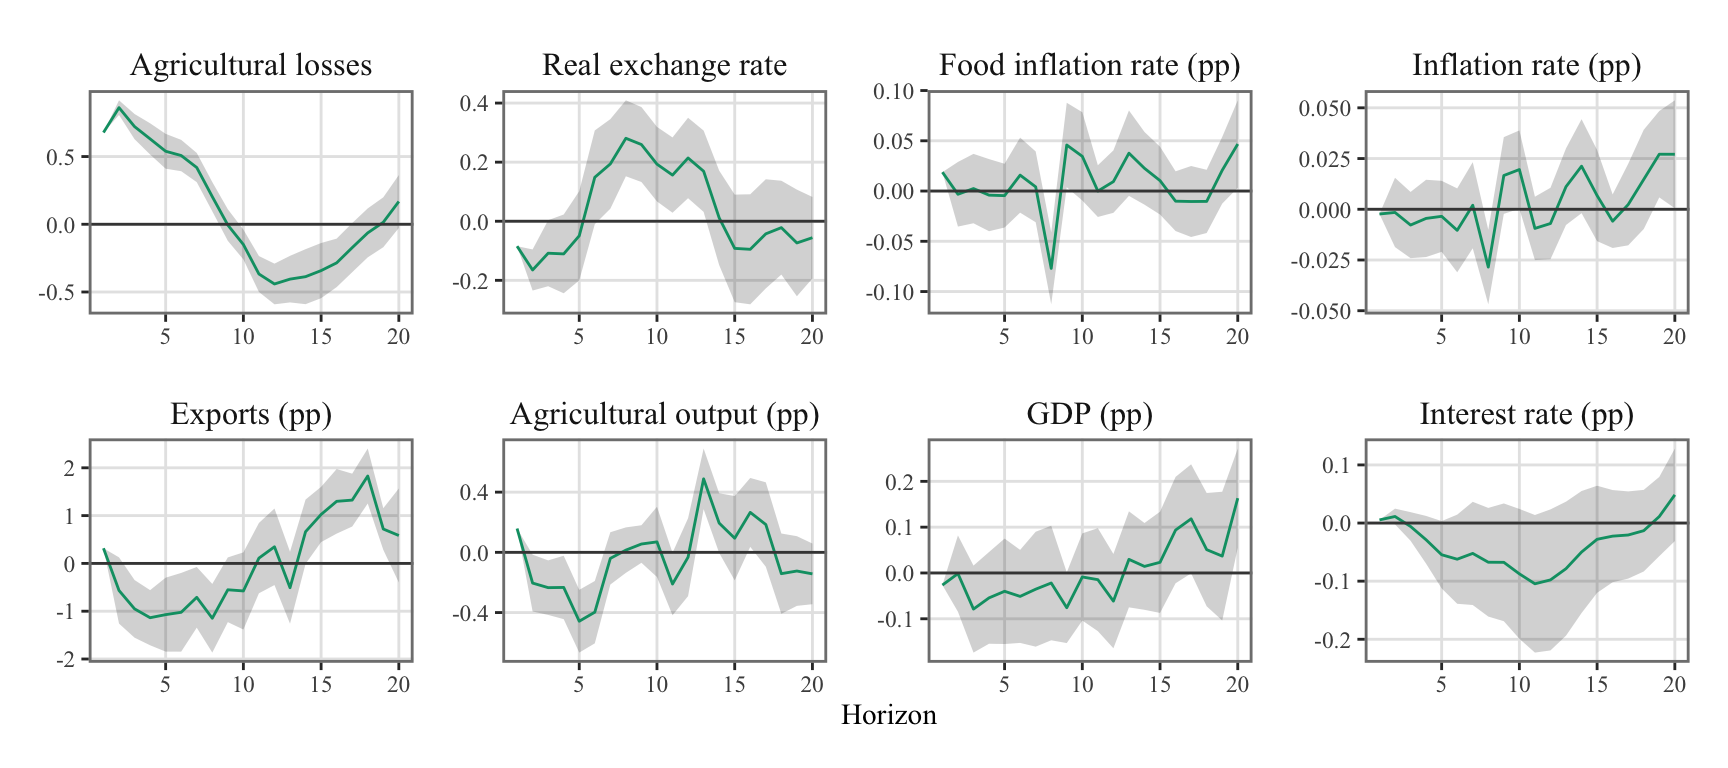 Agricultural losses
0.5
0.0
-0.5
5 10 15 20
Real exchange rate
0.4
0.2
0.0
-0.2
5 10 15 20
Food inflation rate (pp)
0.10
0.05
0.00
-0.05
-0.10
5 10 15 20
Inflation rate (pp)
0.050
0.025
0.000
-0.025
-0.050
5 10 15 20
Exports (pp)
2
1
0
-1
-2
5 10 15 20
Agricultural output (pp)
0.4
0.0
-0.4
5 10 15 20
GDP (pp)
0.2
0.1
0.0
-0.1
5 10 15 20
Interest rate (pp)
0.1
0.0
-0.1
-0.2
5 10 15 20
Horizon